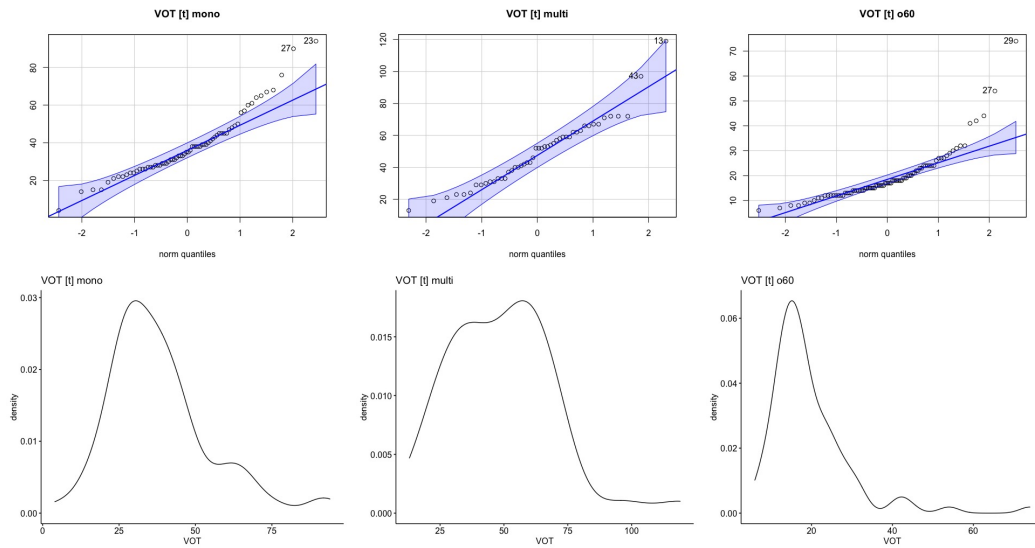 VOT [t] mono
VOT [t] multi
VOT [t] o60
80
60
40
20
27
23
-2 -1 0 1 2
norm quantiles
120
100
80
60
40
20
13
43
-2 -1 0 1 2
norm quantiles
70
60
50
40
30
20
10
29
27
-2 -1 0 1 2
norm quantiles
VOT [t] mono
0.03
0.02
0.01
0.00
density
0 25 50 75
VOT
VOT [t] multi
0.015
0.010
0.005
0.000
density
25 50 75 100
VOT
VOT [t] o60
0.06
0.04
0.02
0.00
density
20 40 60
VOT